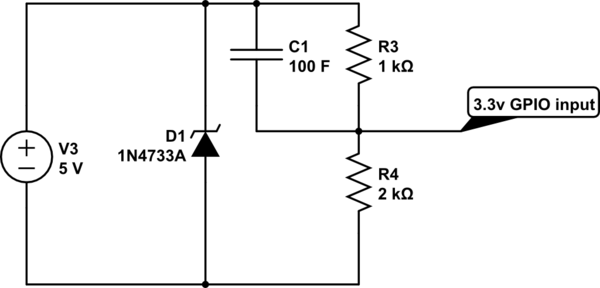 C1
100 F
R3
1 kΩ
3.3v GPIO input
V3
5 V
D1
1N4733A
R4
2 kΩ